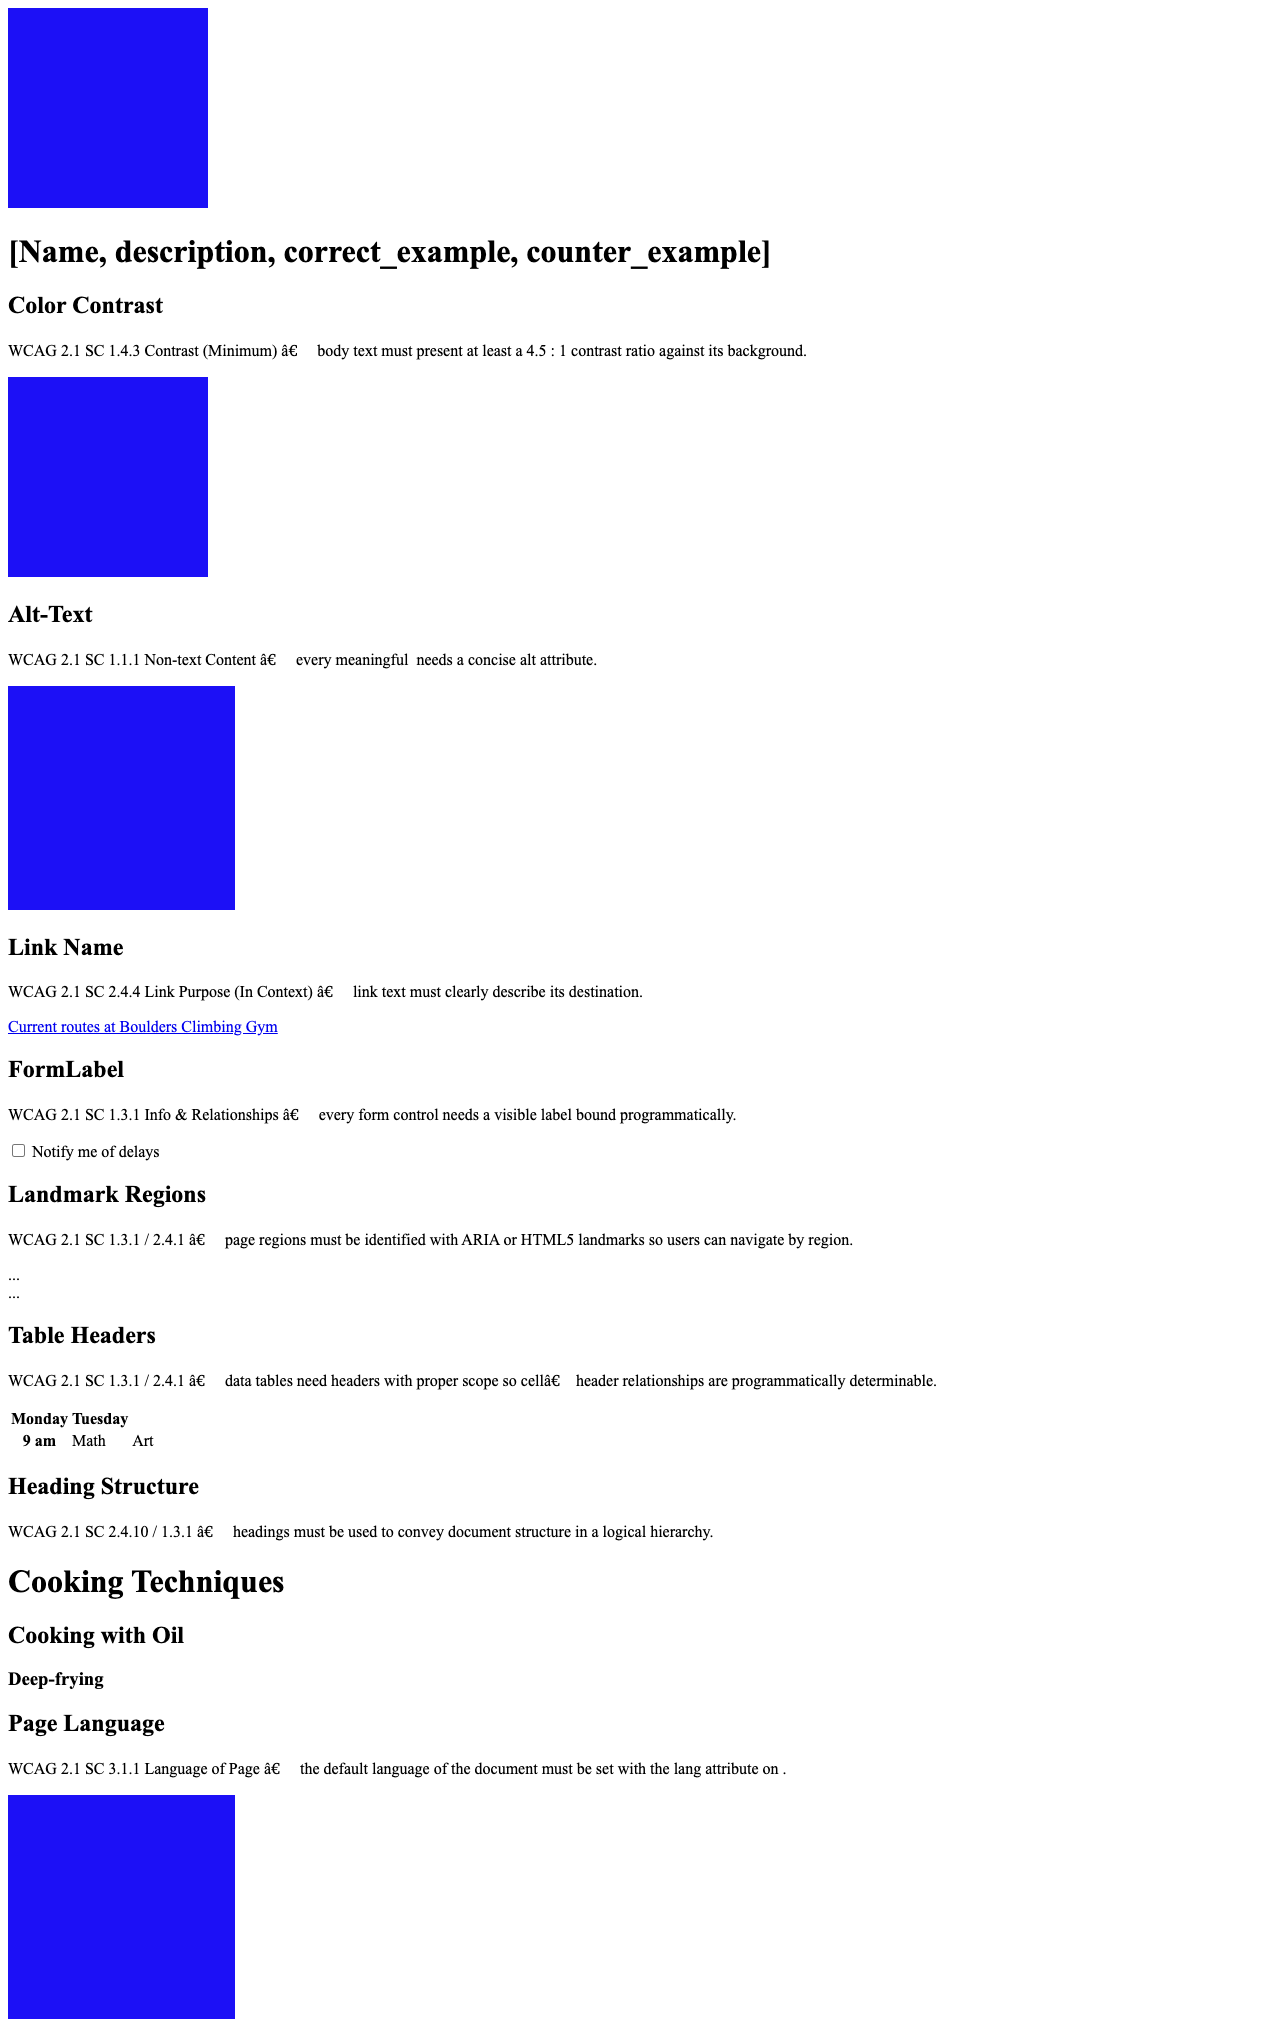 [Name, description, correct_example, counter_example]
Color Contrast
WCAG 2.1 SC 1.4.3 Contrast (Minimum) â€ body text must present at least a 4.5 : 1 contrast ratio against its background.
Alt-Text
WCAG 2.1 SC 1.1.1 Non-text Content â€ every meaningful needs a concise alt attribute.
Link Name
WCAG 2.1 SC 2.4.4 Link Purpose (In Context) â€ link text must clearly describe its destination.
Current routes at Boulders Climbing Gym
FormLabel
WCAG 2.1 SC 1.3.1 Info & Relationships â€ every form control needs a visible label bound programmatically.
Notify me of delays
Landmark Regions
WCAG 2.1 SC 1.3.1 / 2.4.1 â€ page regions must be identified with ARIA or HTML5 landmarks so users can navigate by region.
...
...
Table Headers
WCAG 2.1 SC 1.3.1 / 2.4.1 â€ data tables need headers with proper scope so cellâ€ header relationships are programmatically determinable.
Monday Tuesday
9 am Math Art
Heading Structure
WCAG 2.1 SC 2.4.10 / 1.3.1 â€ headings must be used to convey document structure in a logical hierarchy.
Cooking Techniques
Cooking with Oil
Deep-frying
Page Language
WCAG 2.1 SC 3.1.1 Language of Page â€ the default language of the document must be set with the lang attribute on .